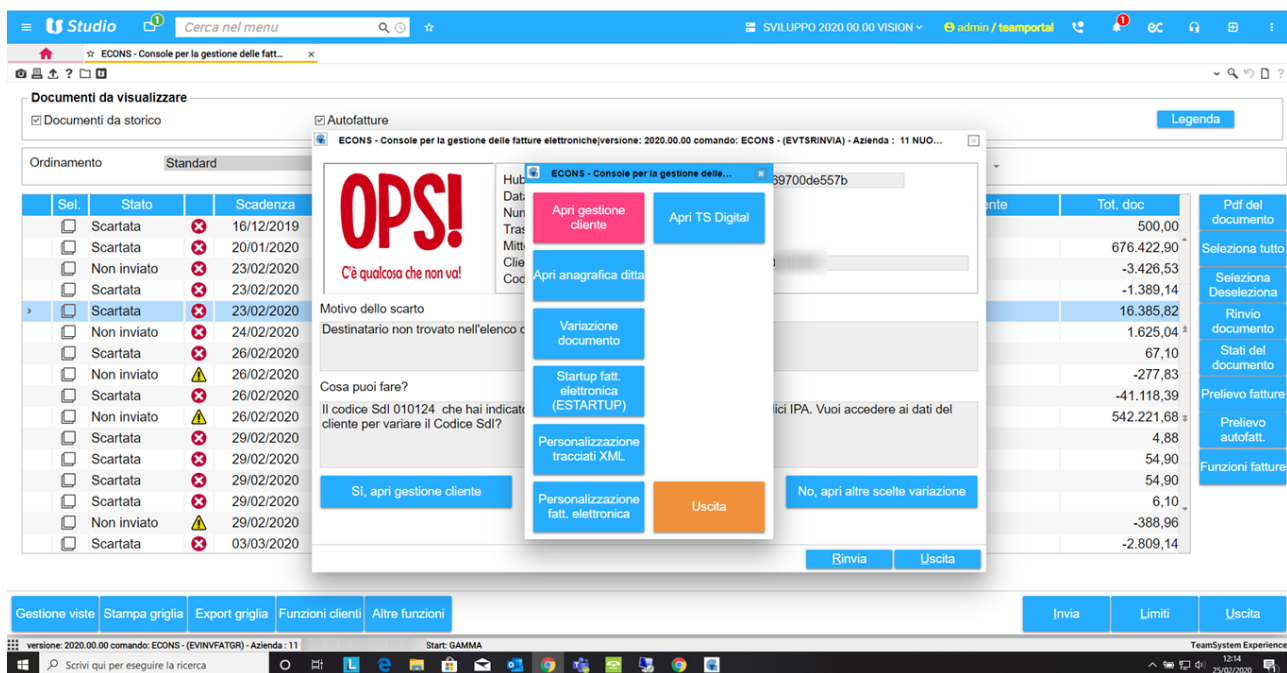 Studio
1
Cerca nel menu
SVILUPPO 2020.00.00 VISION
admin / teamportal
1
ec
ECONS - Console per la gestione delle fatt...
Documenti da visualizzare
Documenti da storico
Autofatture
Legenda
Ordinamento
Standard
Sel.
Stato
Scadenza
Tot. doc
Scartata 16/12/2019 500,00
Scartata 20/01/2020 676.422,90
Non inviato 23/02/2020 -3.426,53
Scartata 23/02/2020 -1.389,14
Scartata 23/02/2020 16.385,82
Non inviato 24/02/2020 1.625,04
Scartata 26/02/2020 67,10
Non inviato 26/02/2020 -277,83
Scartata 26/02/2020 -41.118,39
Non inviato 26/02/2020 542.221,68
Scartata 29/02/2020 4,88
Scartata 29/02/2020 54,90
Scartata 29/02/2020 54,90
Scartata 29/02/2020 6,10
Non inviato 29/02/2020 -388,96
Scartata 03/03/2020 -2.809,14
ECONS - Console per la gestione delle fatture elettroniche|versione: 2020.00.00 comando: ECONS - (EVTSRINVIA) - Azienda : 11 NUO...
OPS!
C'è qualcosa che non va!
Hub
69700de557b
Motivo dello scarto
Destinatario non trovato nell'elenco
Cosa puoi fare?
Il codice SdI 010124 che hai
ici IPA. Vuoi accedere ai dati del
cliente per variare il Codice SdI?
Sì, apri gestione cliente
No, apri altre scelte variazione
Rinvia
Uscita
ECONS - Console per la gestione delle...
Apri gestione
cliente
Apri TS Digital
Apri anagrafica ditta
Variazione
documento
Startup fatt.
elettronica
(ESTARTUP)
Personalizzazione
tracciati XML
Personalizzazione
fatt. elettronica
Uscita
Pdf del
documento
Seleziona tutto
Seleziona
Deseleziona
Rinvio
documento
Stati del
documento
Prelievo fatture
Prelievo
autofatt.
Funzioni fatture
Gestione viste
Stampa griglia
Export griglia
Funzioni clienti
Altre funzioni
Invia
Limiti
Uscita
versione: 2020.00.00 comando: ECONS - (EVINVFATGR) - Azienda : 11
Start: GAMMA
TeamSystem Experience
Scrivi qui per eseguire la ricerca
12:14
25/02/2020